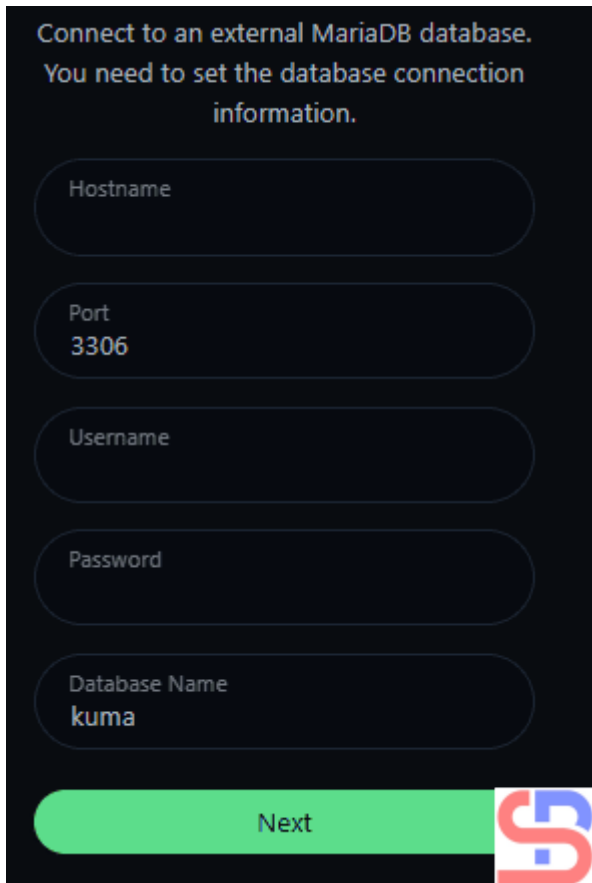 Connect to an external MariaDB database.
You need to set the database connection
information.
Hostname
Port
3306
Username
Password
Database Name
kuma
Next